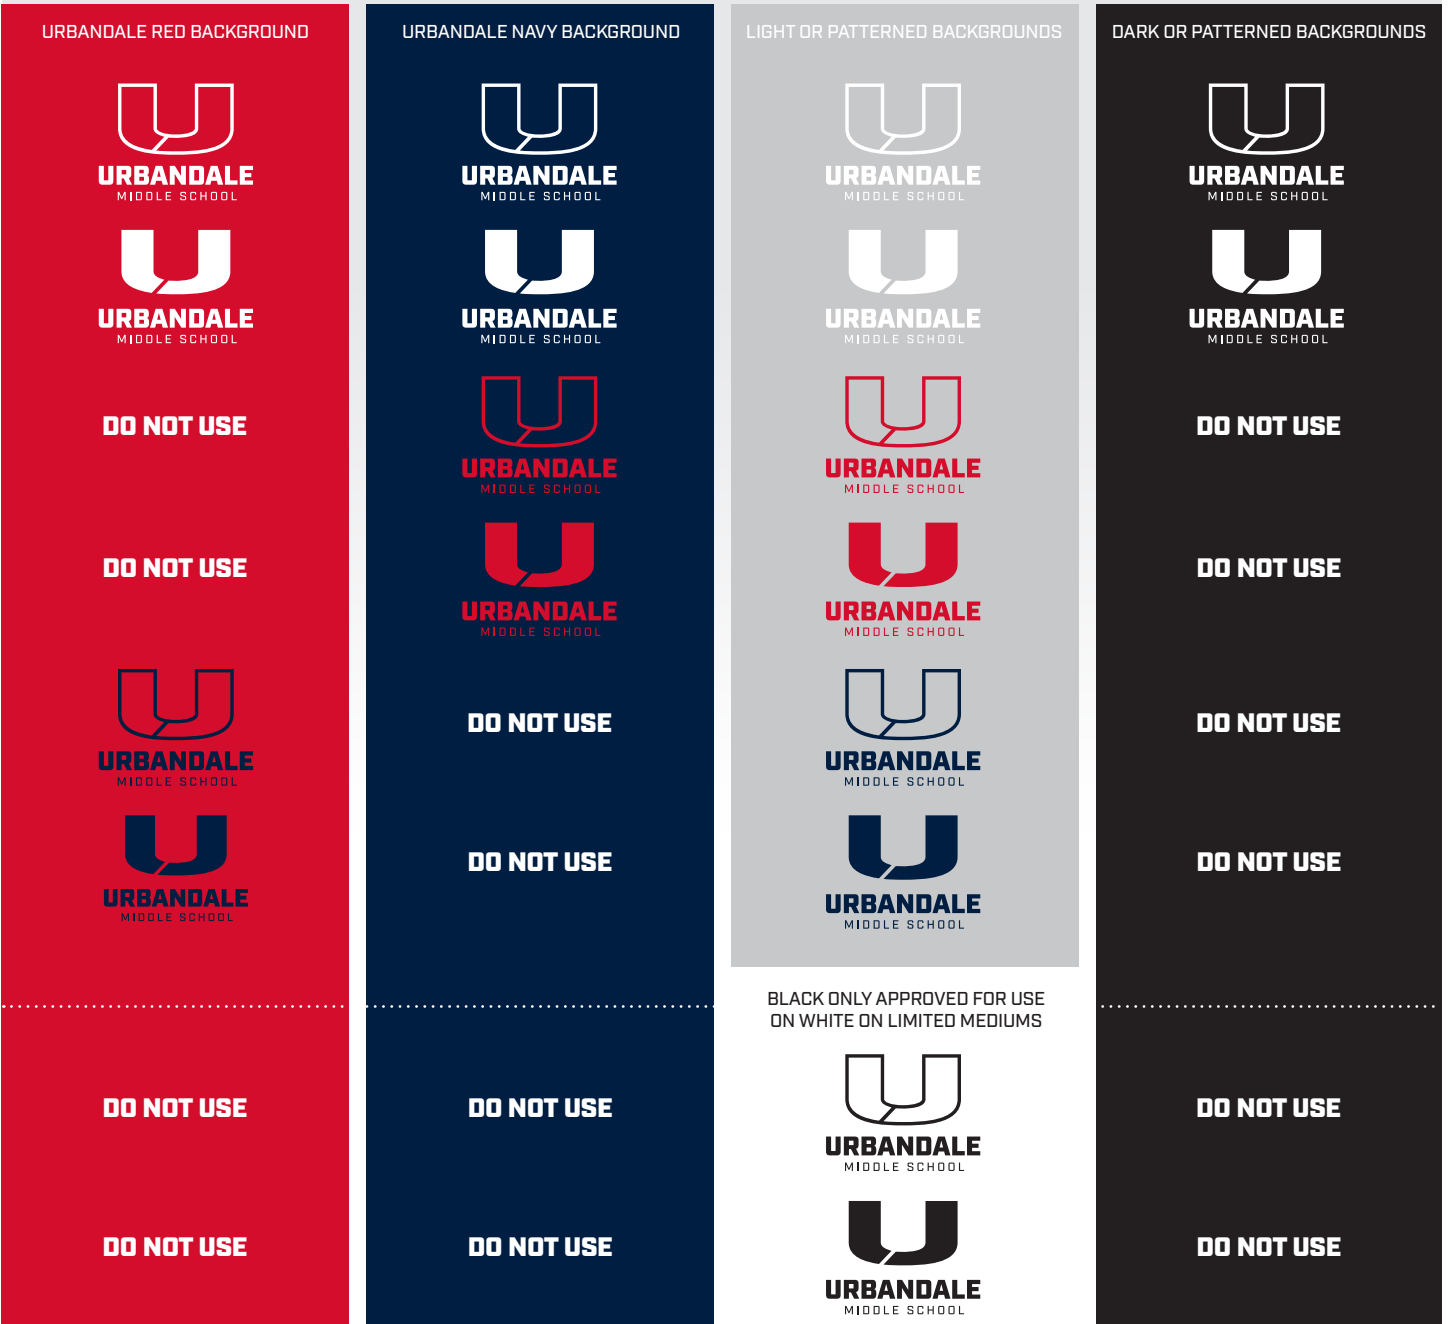 URBANDALE RED BACKGROUND
URBANDALE
MIDDLE SCHOOL
URBANDALE
MIDDLE SCHOOL
DO NOT USE
DO NOT USE
URBANDALE
MIDDLE SCHOOL
URBANDALE
MIDDLE SCHOOL
DO NOT USE
DO NOT USE
URBANDALE NAVY BACKGROUND
URBANDALE
MIDDLE SCHOOL
URBANDALE
MIDDLE SCHOOL
URBANDALE
MIDDLE SCHOOL
URBANDALE
MIDDLE SCHOOL
DO NOT USE
DO NOT USE
DO NOT USE
DO NOT USE
LIGHT OR PATTERNED BACKGROUNDS
URBANDALE
MIDDLE SCHOOL
URBANDALE
MIDDLE SCHOOL
URBANDALE
MIDDLE SCHOOL
URBANDALE
MIDDLE SCHOOL
URBANDALE
MIDDLE SCHOOL
URBANDALE
MIDDLE SCHOOL
BLACK ONLY APPROVED FOR USE
ON WHITE ON LIMITED MEDIUMS
URBANDALE
MIDDLE SCHOOL
URBANDALE
MIDDLE SCHOOL
DARK OR PATTERNED BACKGROUNDS
URBANDALE
MIDDLE SCHOOL
URBANDALE
MIDDLE SCHOOL
DO NOT USE
DO NOT USE
DO NOT USE
DO NOT USE
DO NOT USE
DO NOT USE